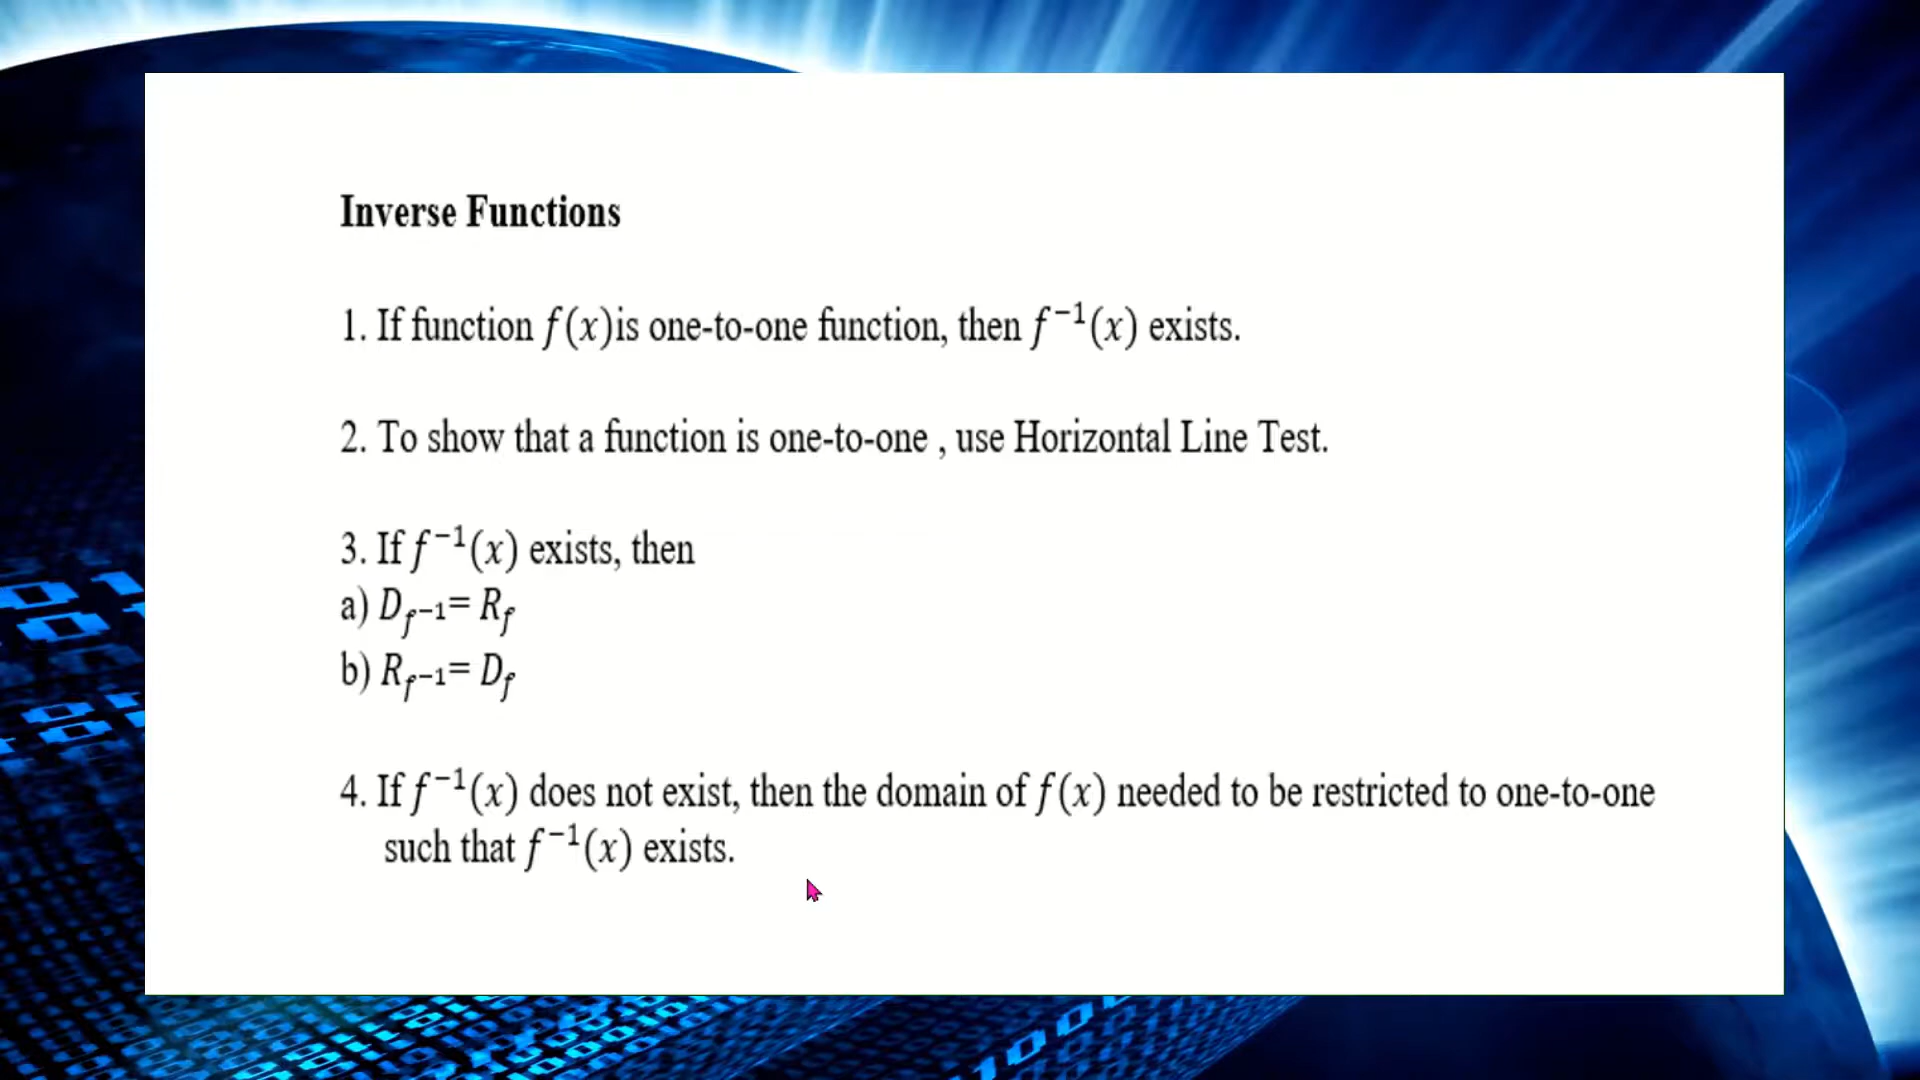 Inverse Functions
1. If function f(x)is one-to-one function, then f⁻¹(x) exists.
2. To show that a function is one-to-one , use Horizontal Line Test.
3. If f⁻¹(x) exists, then
a) D_f⁻¹= R_f
b) R_f⁻¹= D_f
4. If f⁻¹(x) does not exist, then the domain of f(x) needed to be restricted to one-to-one
such that f⁻¹(x) exists.